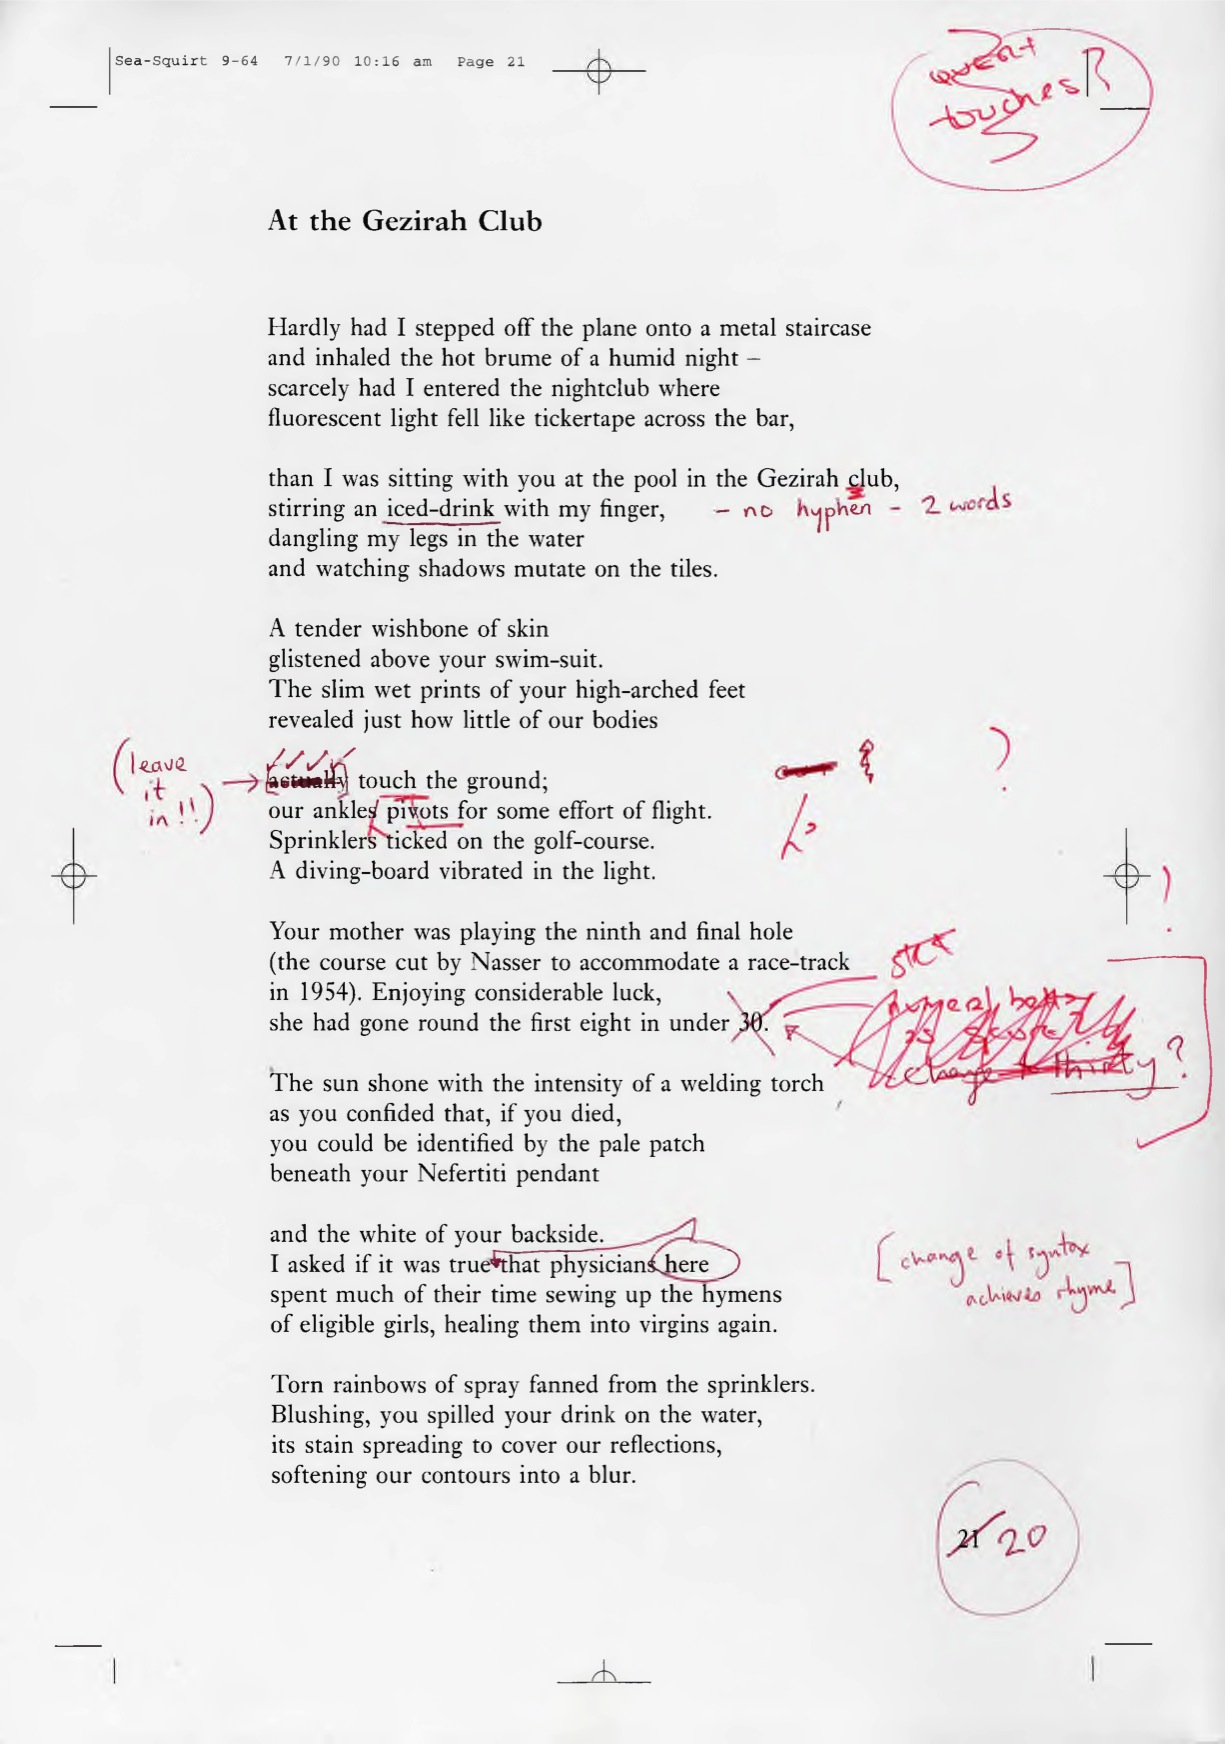 Sea-Squirt 9-64 7/1/90 10:16 am Page 21
great
touches?
At the Gezirah Club
Hardly had I stepped off the plane onto a metal staircase
and inhaled the hot brume of a humid night –
scarcely had I entered the nightclub where
fluorescent light fell like tickertape across the bar,
than I was sitting with you at the pool in the Gezirah club,
stirring an iced-drink with my finger, – no hyphen – 2 words
dangling my legs in the water
and watching shadows mutate on the tiles.
A tender wishbone of skin
glistened above your swim-suit.
The slim wet prints of your high-arched feet
revealed just how little of our bodies
(leave it in!!) → [actually] touch the ground; ?
our ankles pivots for some effort of flight.
Sprinklers ticked on the golf-course.
A diving-board vibrated in the light.
Your mother was playing the ninth and final hole
(the course cut by Nasser to accommodate a race-track
stet
in 1954). Enjoying considerable luck,
numeral better
she had gone round the first eight in under 30.
as score
change to thirty?
The sun shone with the intensity of a welding torch
as you confided that, if you died,
you could be identified by the pale patch
beneath your Nefertiti pendant
and the white of your backside.
I asked if it was true that physicians here
[change of syntax
achieves rhyme]
spent much of their time sewing up the hymens
of eligible girls, healing them into virgins again.
Torn rainbows of spray fanned from the sprinklers.
Blushing, you spilled your drink on the water,
its stain spreading to cover our reflections,
softening our contours into a blur.
21 20